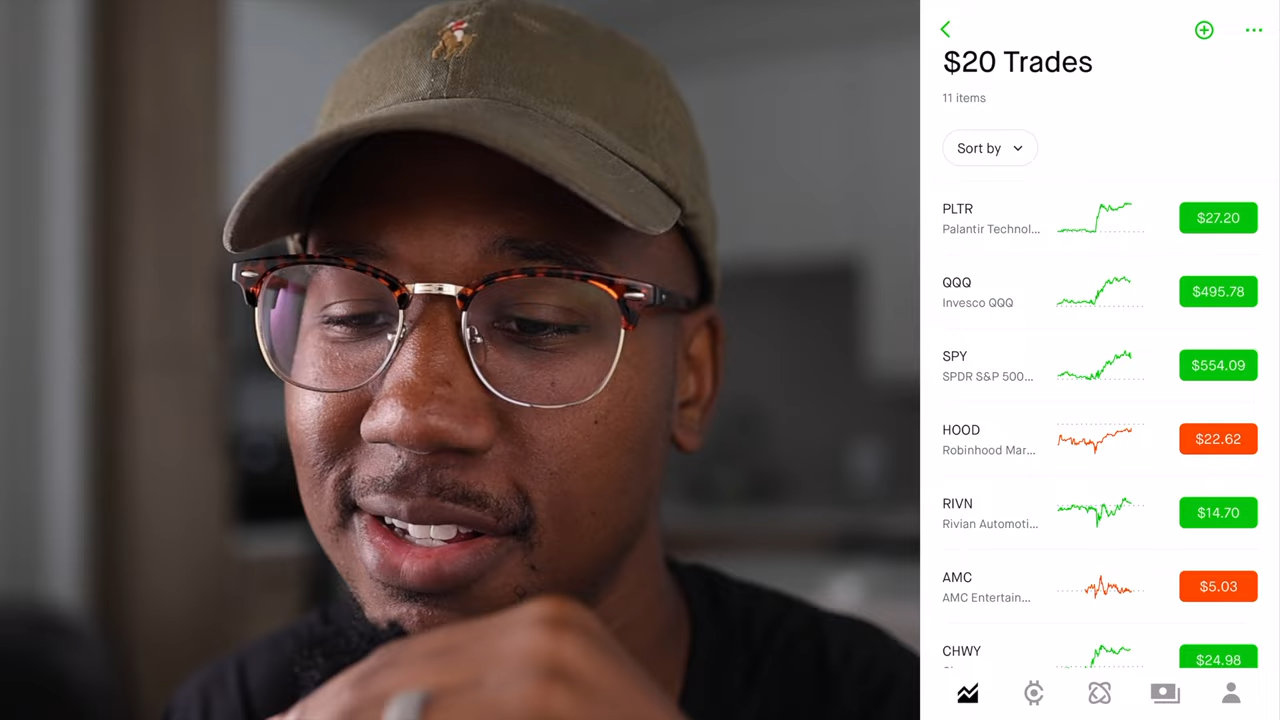 $20 Trades
11 items
Sort by
PLTR
Palantir Technol...
$27.20
QQQ
Invesco QQQ
$495.78
SPY
SPDR S&P 500...
$554.09
HOOD
Robinhood Mar...
$22.62
RIVN
Rivian Automoti...
$14.70
AMC
AMC Entertain...
$5.03
CHWY
$24.98